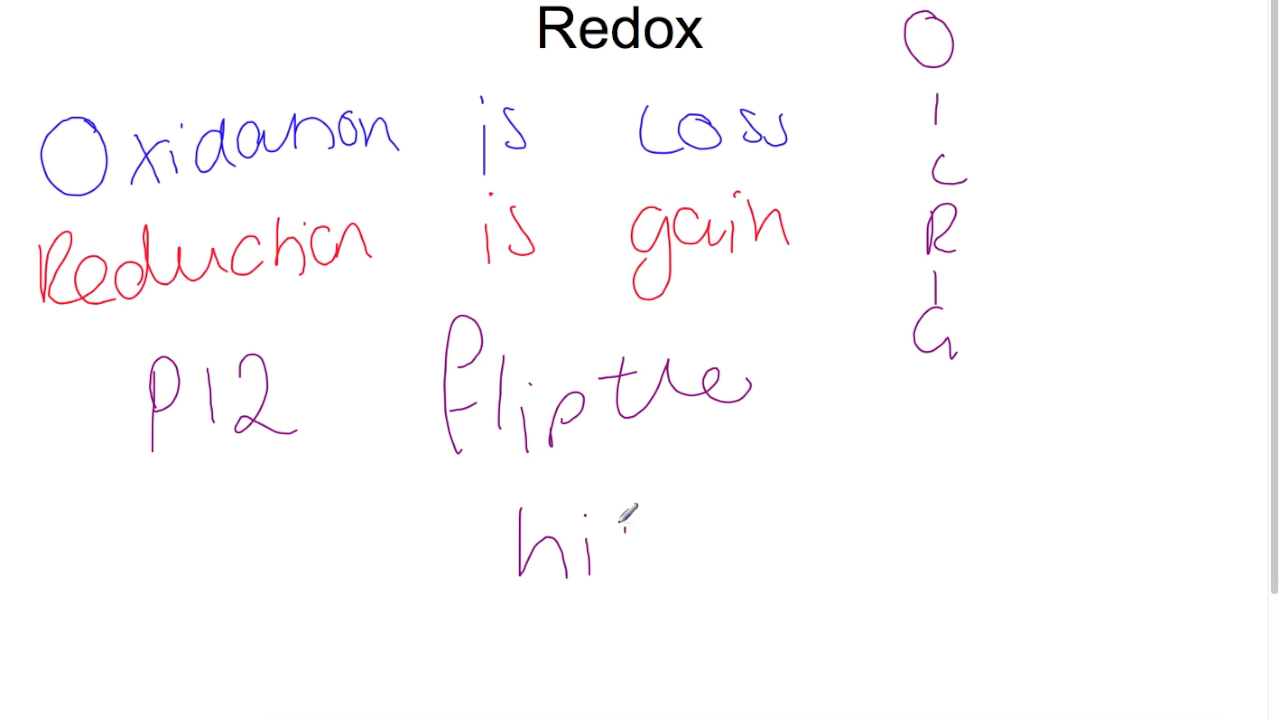 Redox
Oxidation is Loss
Reduction is gain
P12 flip the
hi
O
I
L
R
I
G